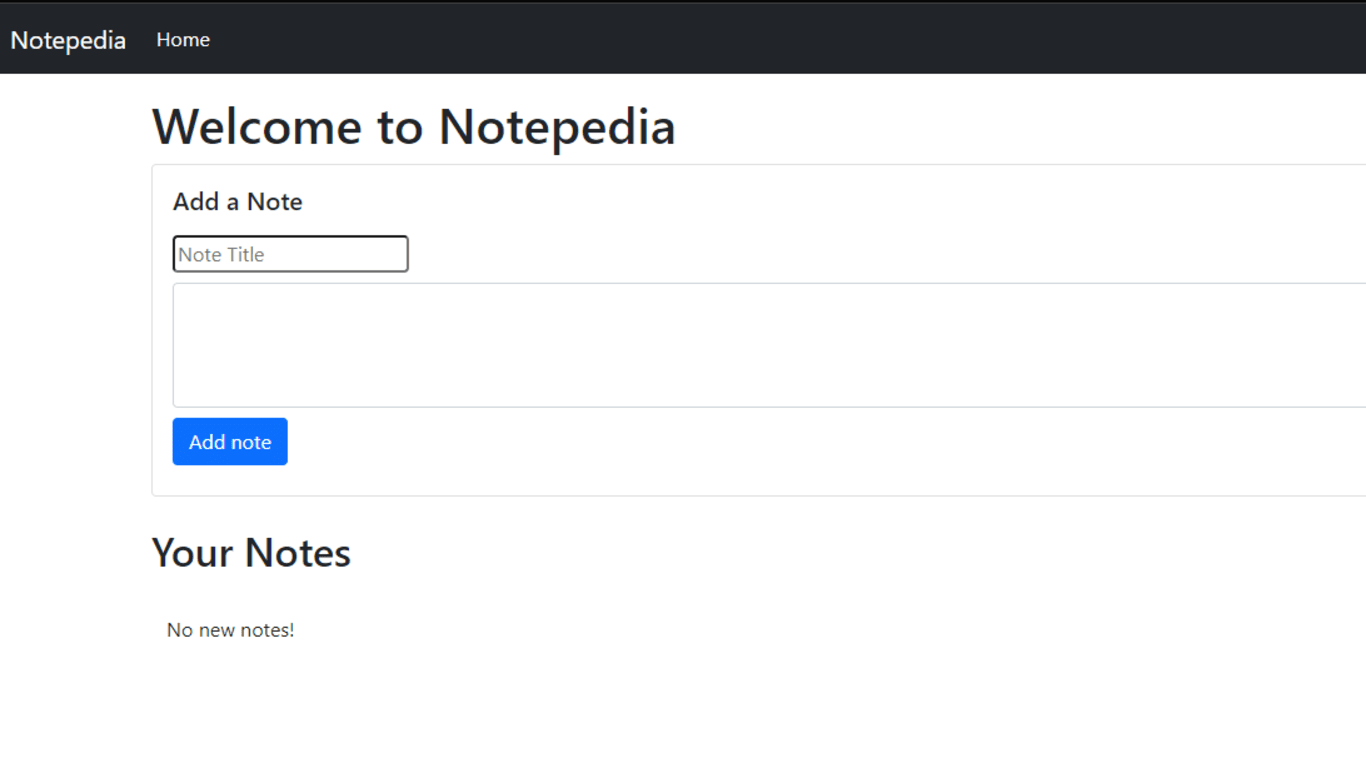 Notepedia Home
Welcome to Notepedia
Add a Note
Note Title
Add note
Your Notes
No new notes!